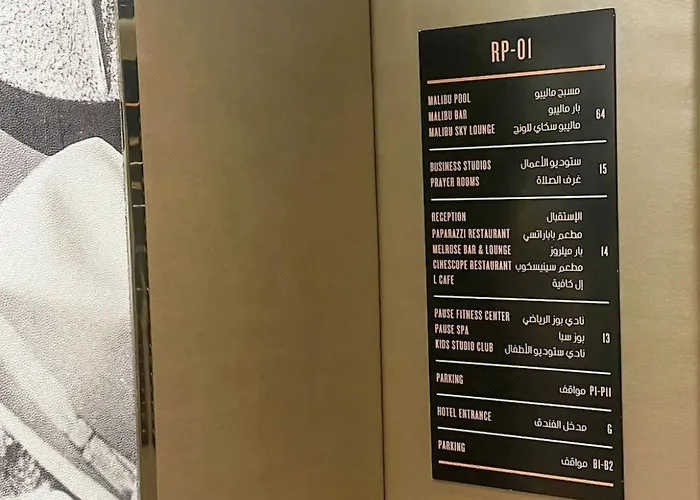 RP-01
MALIBU POOL مسبح ماليبو
MALIBU BAR بار ماليبو 64
MALIBU SKY LOUNGE ماليبو سكاي للونج
BUSINESS STUDIOS ستوديو الأعمال 15
PRAYER ROOMS غرف الصلاة
RECEPTION الإستقبال
PAPARAZZI RESTAURANT مطعم باباراتسي
MELROSE BAR & LOUNGE بار ميلروز 14
CINESCOPE RESTAURANT مطعم سينيسكوب
L CAFE إل كافية
PAUSE FITNESS CENTER نادي بوز الرياضي
PAUSE SPA بوز سبا 13
KIDS STUDIO CLUB نادي ستوديو الأطفال
PARKING مواقف P1-P11
HOTEL ENTRANCE مدخل الفندق G
PARKING مواقف B1-B2